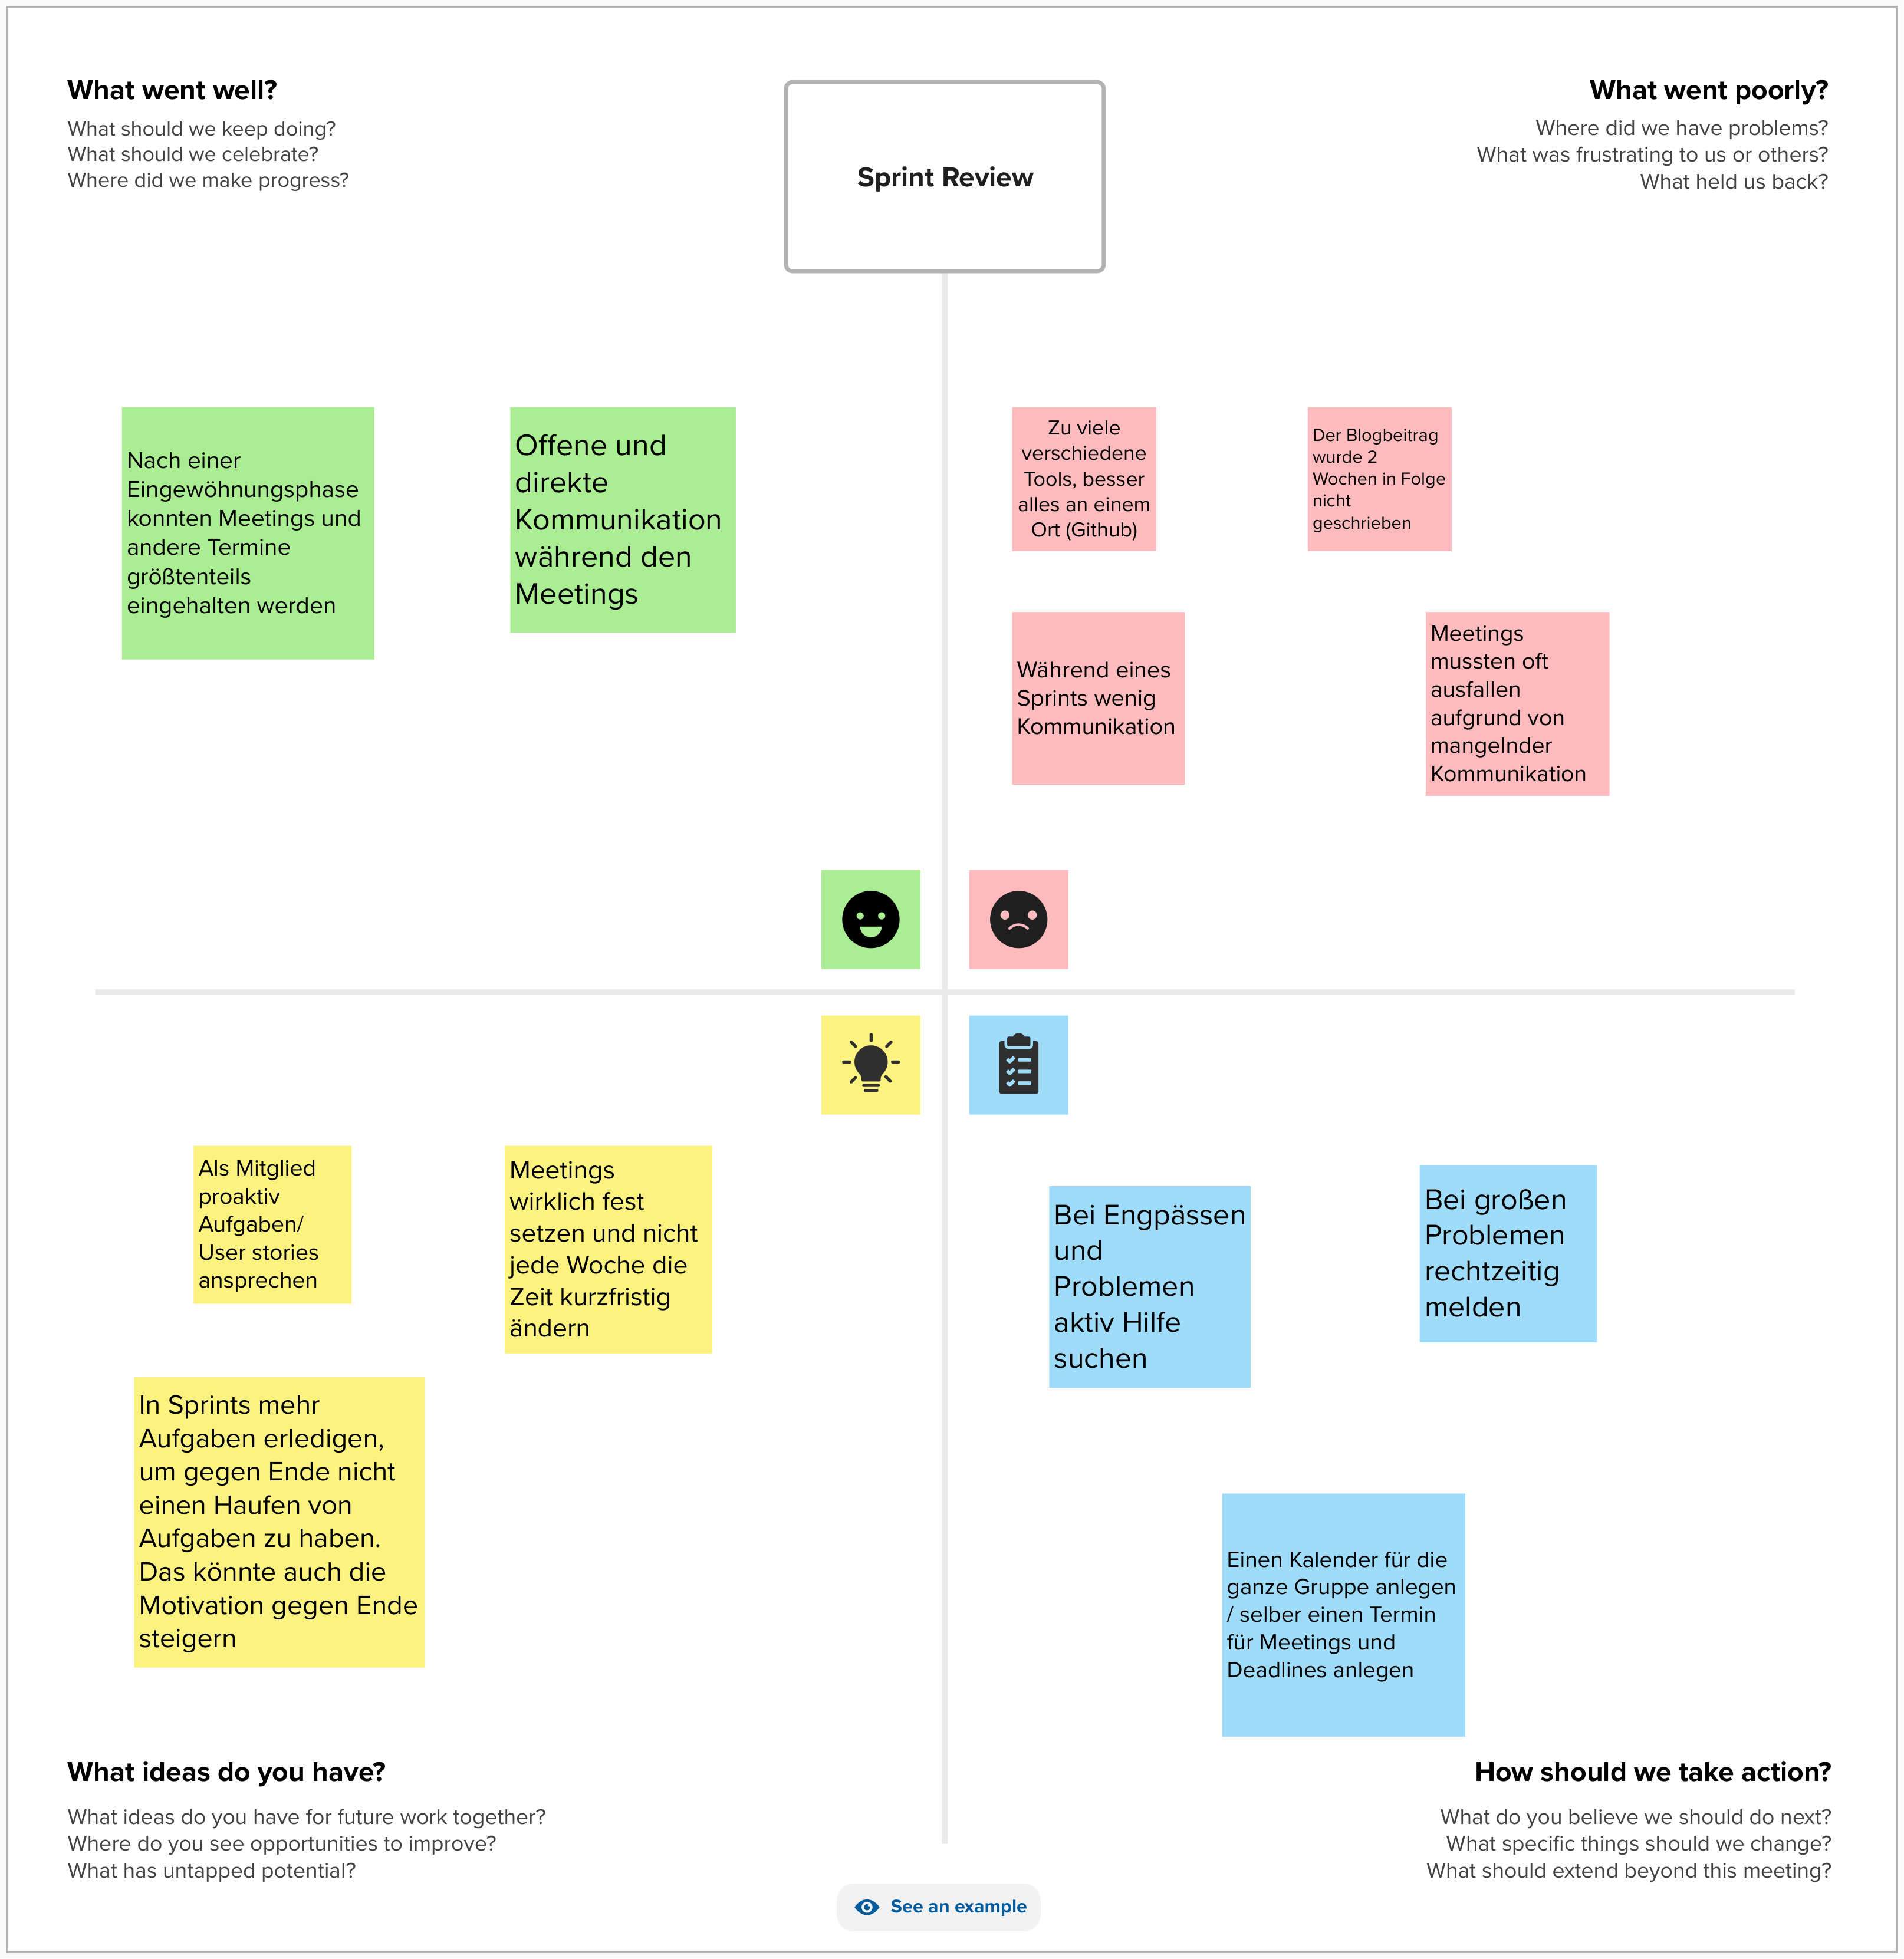 What went well?
What should we keep doing?
What should we celebrate?
Where did we make progress?
Sprint Review
What went poorly?
Where did we have problems?
What was frustrating to us or others?
What held us back?
Nach einer
Eingewöhnungsphase
konnten Meetings und
andere Termine
größtenteils
eingehalten werden
Offene und
direkte
Kommunikation
während den
Meetings
Zu viele
verschiedene
Tools, besser
alles an einem
Ort (Github)
Der Blogbeitrag
wurde 2
Wochen in Folge
nicht
geschrieben
Während eines
Sprints wenig
Kommunikation
Meetings
mussten oft
ausfallen
aufgrund von
mangelnder
Kommunikation
Als Mitglied
proaktiv
Aufgaben/
User stories
ansprechen
Meetings
wirklich fest
setzen und nicht
jede Woche die
Zeit kurzfristig
ändern
In Sprints mehr
Aufgaben erledigen,
um gegen Ende nicht
einen Haufen von
Aufgaben zu haben.
Das könnte auch die
Motivation gegen Ende
steigern
Bei Engpässen
und
Problemen
aktiv Hilfe
suchen
Bei großen
Problemen
rechtzeitig
melden
Einen Kalender für die
ganze Gruppe anlegen
/ selber einen Termin
für Meetings und
Deadlines anlegen
What ideas do you have?
What ideas do you have for future work together?
Where do you see opportunities to improve?
What has untapped potential?
How should we take action?
What do you believe we should do next?
What specific things should we change?
What should extend beyond this meeting?
See an example